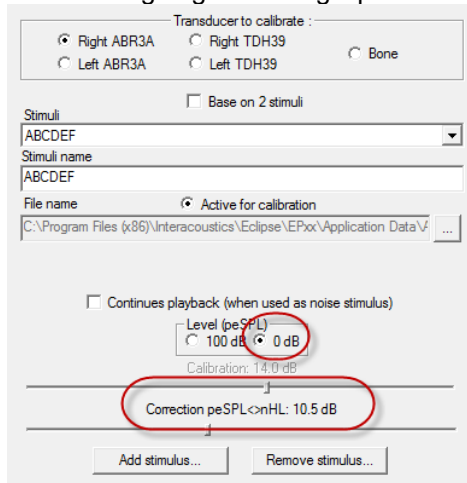 Transducer to calibrate :
Right ABR3A Right TDH39
Bone
Left ABR3A Left TDH39
Base on 2 stimuli
Stimuli
ABCDEF
Stimuli name
ABCDEF
File name Active for calibration
C:\Program Files (x86)\Interacoustics\Eclipse\EPxx\Application Data\A ...
Continues playback (when used as noise stimulus)
Level (peSPL)
100 dB 0 dB
Calibration: 14.0 dB
Correction peSPL<>nHL: 10.5 dB
Add stimulus... Remove stimulus...